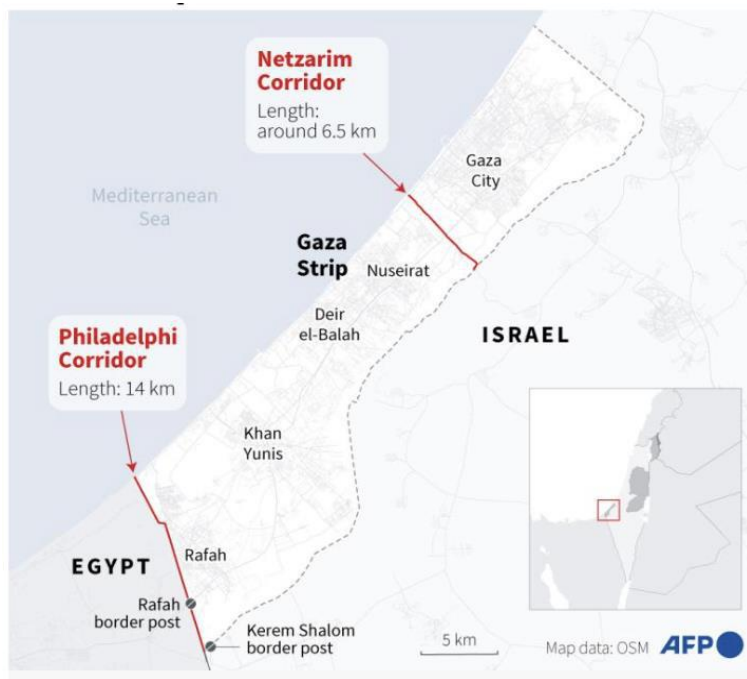 Netzarim
Corridor
Length:
around 6.5 km
Gaza
City
Mediterranean
Sea
Gaza
Strip
Nuseirat
Deir
el-Balah
ISRAEL
Philadelphi
Corridor
Length: 14 km
Khan
Yunis
Rafah
EGYPT
Rafah
border post
Kerem Shalom
border post
5 km
Map data: OSM
AFP